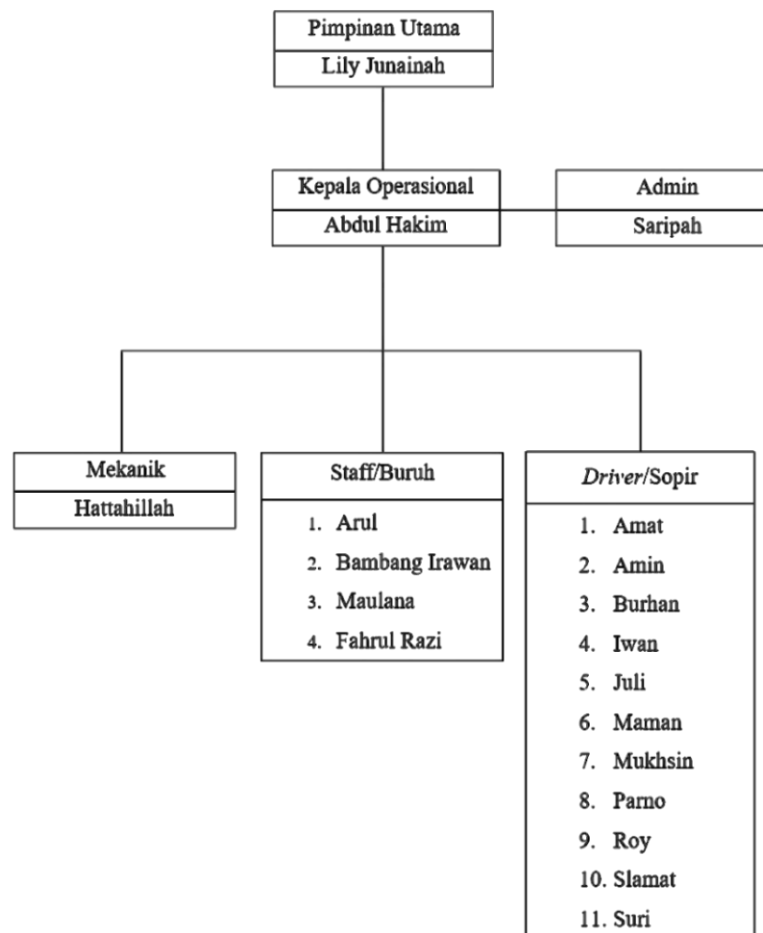 Pimpinan Utama
Lily Junainah
Kepala Operasional
Abdul Hakim
Admin
Saripah
Mekanik
Hattahillah
Staff/Buruh
1. Arul
2. Bambang Irawan
3. Maulana
4. Fahrul Razi
Driver/Sopir
1. Amat
2. Amin
3. Burhan
4. Iwan
5. Juli
6. Maman
7. Mukhsin
8. Parno
9. Roy
10. Slamat
11. Suri